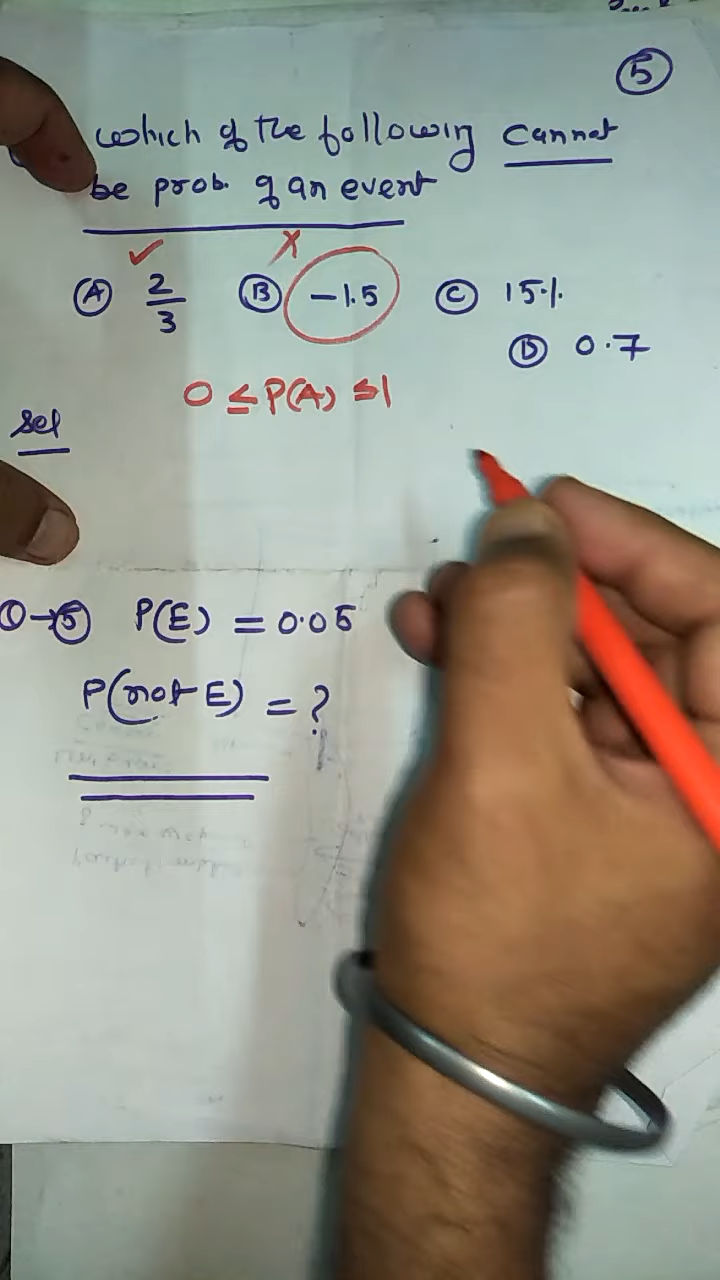 ⑤
which of the following cannot
be prob. of an event
✓ ✗
Ⓐ 2/3 Ⓑ -1.5 Ⓒ 15%
Ⓓ 0.7
0 ≤ P(A) ≤ 1
Sol
①→⑤ P(E) = 0.05
P(not E) = ?